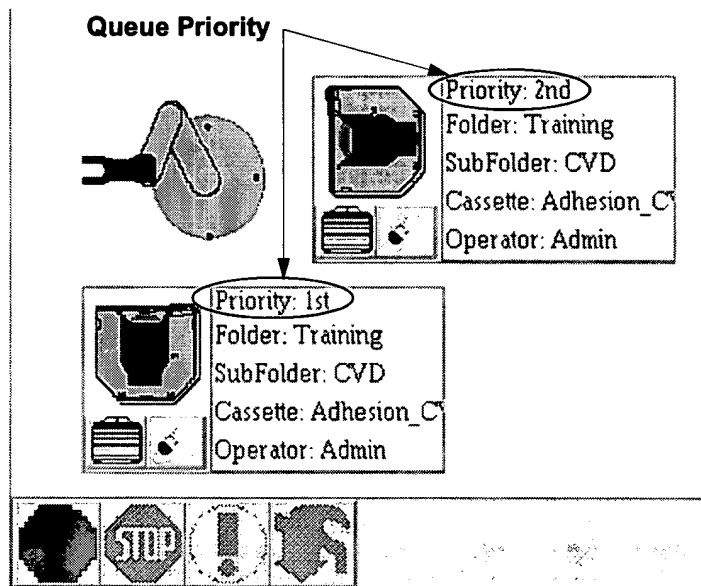 Queue Priority
Priority: 2nd
Folder: Training
SubFolder: CVD
Cassette: Adhesion_C
Operator: Admin
Priority: 1st
Folder: Training
SubFolder: CVD
Cassette: Adhesion_C
Operator: Admin
STOP
!